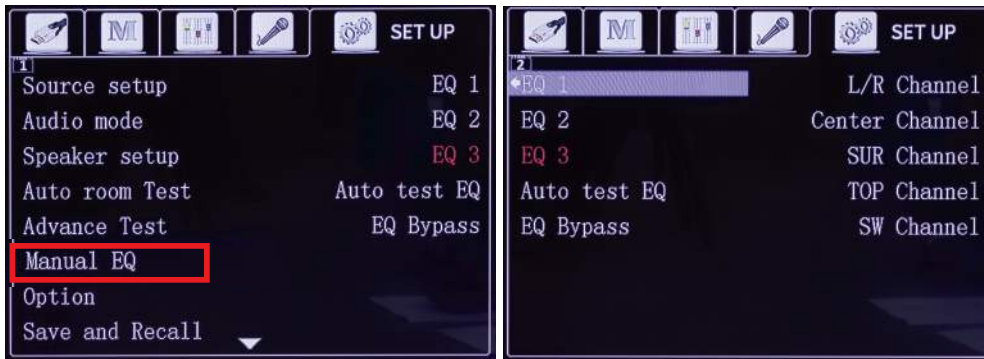 M
SET UP
1
Source setup EQ 1
Audio mode EQ 2
Speaker setup EQ 3
Auto room Test Auto test EQ
Advance Test EQ Bypass
Manual EQ
Option
Save and Recall
M
SET UP
2
EQ 1 L/R Channel
EQ 2 Center Channel
EQ 3 SUR Channel
Auto test EQ TOP Channel
EQ Bypass SW Channel